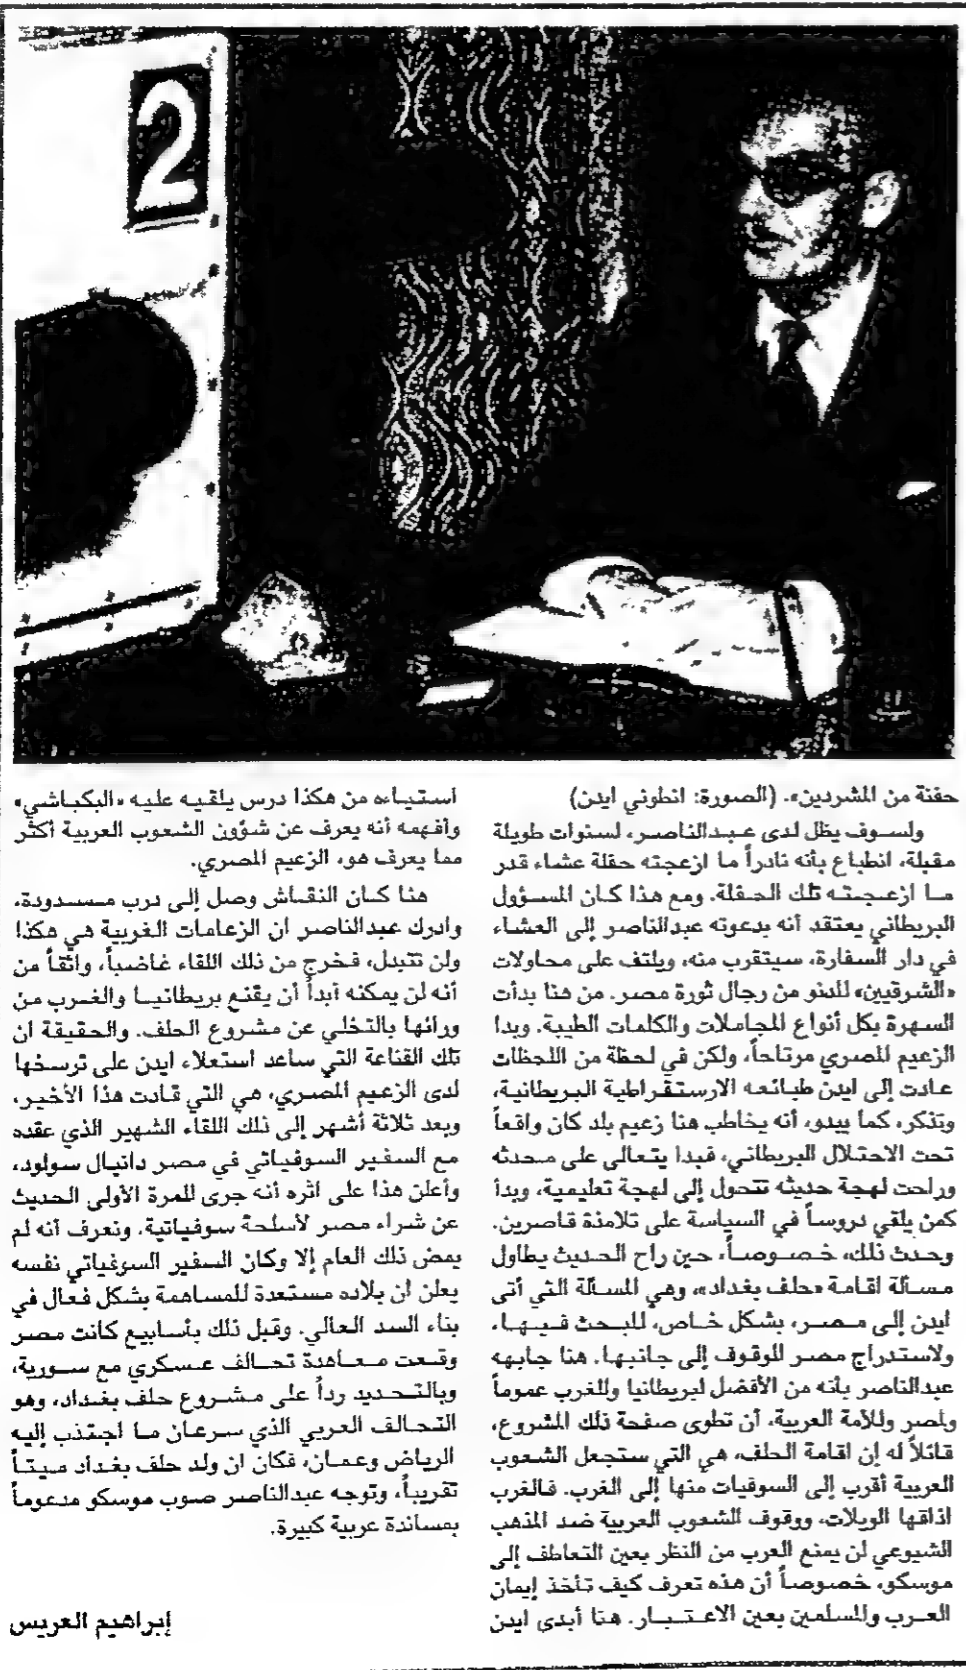 2
حفنة من المشردين». (الصورة: انطوني ايدن)
ولسوف يظل لدى عبدالناصر، لسنوات طويلة
مقبلة، انطباع بأنه نادراً ما ازعجته حفلة عشاء قدر
ما ازعجته تلك الحفلة. ومع هذا كان المسؤول
البريطاني يعتقد أنه بدعوته عبدالناصر إلى العشاء
في دار السفارة، سيتقرب منه، ويلتف على محاولات
«الشرقيين» للدنو من رجال ثورة مصر. من هنا بدأت
السهرة بكل أنواع المجاملات والكلمات الطيبة. وبدا
الزعيم المصري مرتاحاً، ولكن في لحظة من اللحظات
عادت إلى ايدن طبائعه الارستقراطية البريطانية،
وتذكر، كما يبدو، أنه يخاطب هنا زعيم بلد كان واقعاً
تحت الاحتلال البريطاني، فبدا يتعالى على محدثه
وراحت لهجة حديثه تتحول إلى لهجة تعليمية، وبدأ
كمن يلقي دروساً في السياسة على تلامذة قاصرين.
وحدث ذلك، خصوصاً، حين راح الحديث يطاول
مسألة اقامة «حلف بغداد»، وهي المسألة التي أتى
ايدن إلى مصر، بشكل خاص، للبحث فيها،
ولاستدراج مصر للوقوف إلى جانبها. هنا جابهه
عبدالناصر بأنه من الأفضل لبريطانيا وللغرب عموماً
ولمصر وللأمة العربية، أن تطوى صفحة ذلك المشروع،
قائلاً له إن اقامة الحلف، هي التي ستجعل الشعوب
العربية أقرب إلى السوفيات منها إلى الغرب. فالغرب
اذاقها الويلات، ووقوف الشعوب العربية ضد المذهب
الشيوعي لن يمنع العرب من النظر بعين التعاطف إلى
موسكو، خصوصاً أن هذه تعرف كيف تأخذ إيمان
العرب والمسلمين بعين الاعتبار. هنا أبدى ايدن
استياءه من هكذا درس يلقيه عليه «البكباشي»
وأفهمه أنه يعرف عن شؤون الشعوب العربية أكثر
مما يعرف هو، الزعيم المصري.
هنا كان النقاش وصل إلى درب مسدودة،
وادرك عبدالناصر ان الزعامات الغربية هي هكذا
ولن تتبدل، فخرج من ذلك اللقاء غاضباً، واثقاً من
أنه لن يمكنه أبداً أن يقنع بريطانيا والغرب من
ورائها بالتخلي عن مشروع الحلف. والحقيقة ان
تلك القناعة التي ساعد استعلاء ايدن على ترسخها
لدى الزعيم المصري، هي التي قادت هذا الأخير،
وبعد ثلاثة أشهر إلى ذلك اللقاء الشهير الذي عقده
مع السفير السوفياتي في مصر دانيال سولود،
وأعلن هذا على اثره أنه جرى للمرة الأولى الحديث
عن شراء مصر لأسلحة سوفياتية. ونعرف أنه لم
يمض ذلك العام إلا وكان السفير السوفياتي نفسه
يعلن ان بلاده مستعدة للمساهمة بشكل فعال في
بناء السد العالي. وقبل ذلك بأسابيع كانت مصر
وقعت معاهدة تحالف عسكري مع سورية،
وبالتحديد رداً على مشروع حلف بغداد، وهو
التحالف العربي الذي سرعان ما اجتذب إليه
الرياض وعمان، فكان ان ولد حلف بغداد ميتاً
تقريباً، وتوجه عبدالناصر صوب موسكو مدعوماً
بمساندة عربية كبيرة.
إبراهيم العريس